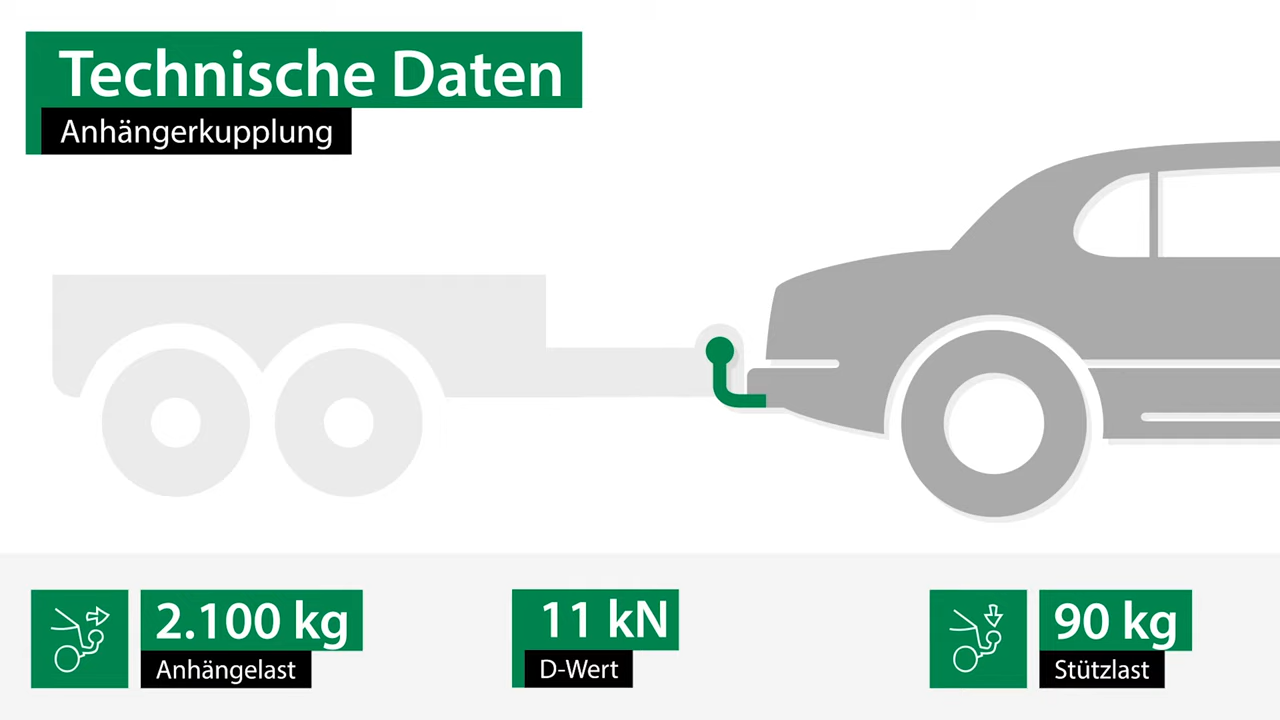 Technische Daten
Anhängerkupplung
2.100 kg
Anhängelast
11 kN
D-Wert
90 kg
Stützlast